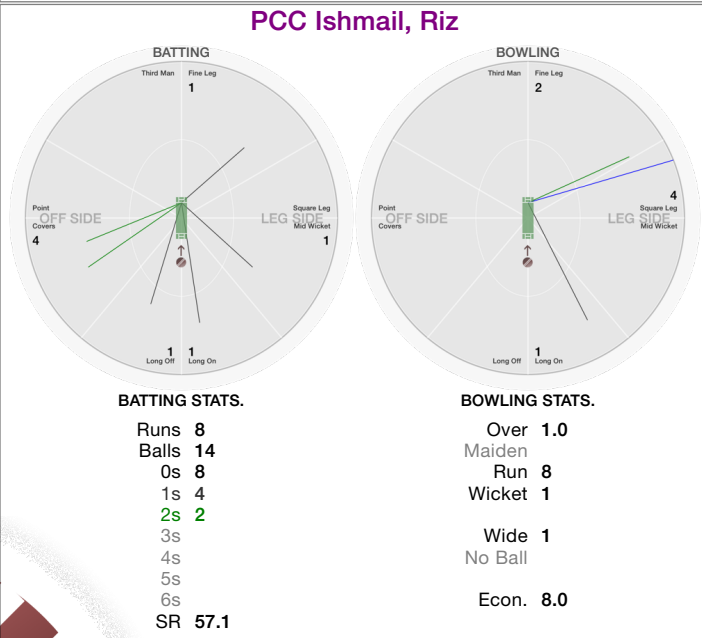 PCC Ishmail, Riz
BATTING
Third Man Fine Leg
1
Point
OFF SIDE
Covers
4
Square Leg
LEG SIDE
Mid Wicket
1
1 1
Long Off Long On
BOWLING
Third Man Fine Leg
2
Point
OFF SIDE
Covers
4
Square Leg
LEG SIDE
Mid Wicket
1
Long Off Long On
BATTING STATS.
Runs 8
Balls 14
0s 8
1s 4
2s 2
3s
4s
5s
6s
SR 57.1
BOWLING STATS.
Over 1.0
Maiden
Run 8
Wicket 1
Wide 1
No Ball
Econ. 8.0